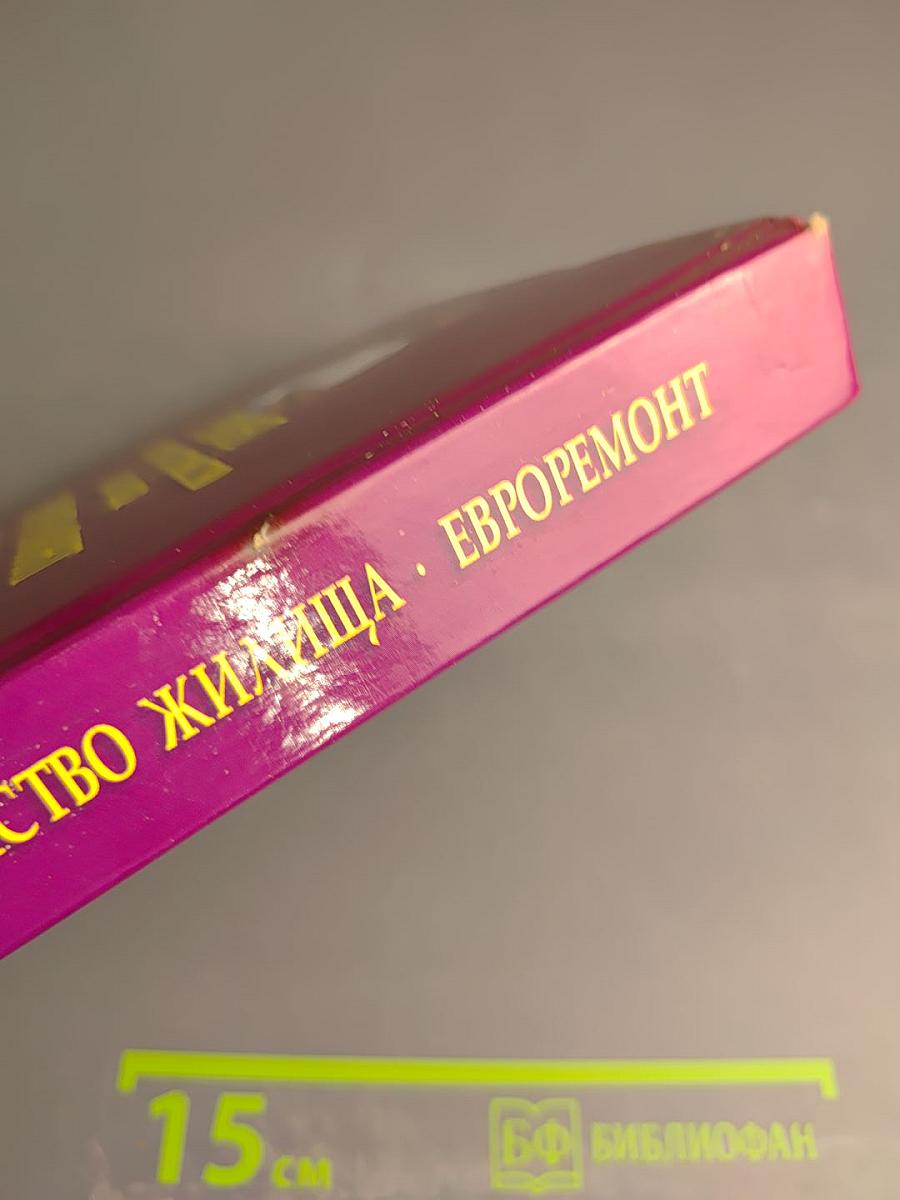 СТВО ЖИЛИЩА · ЕВРОРЕМОНТ
15 см
БФ БИБЛИОФАН